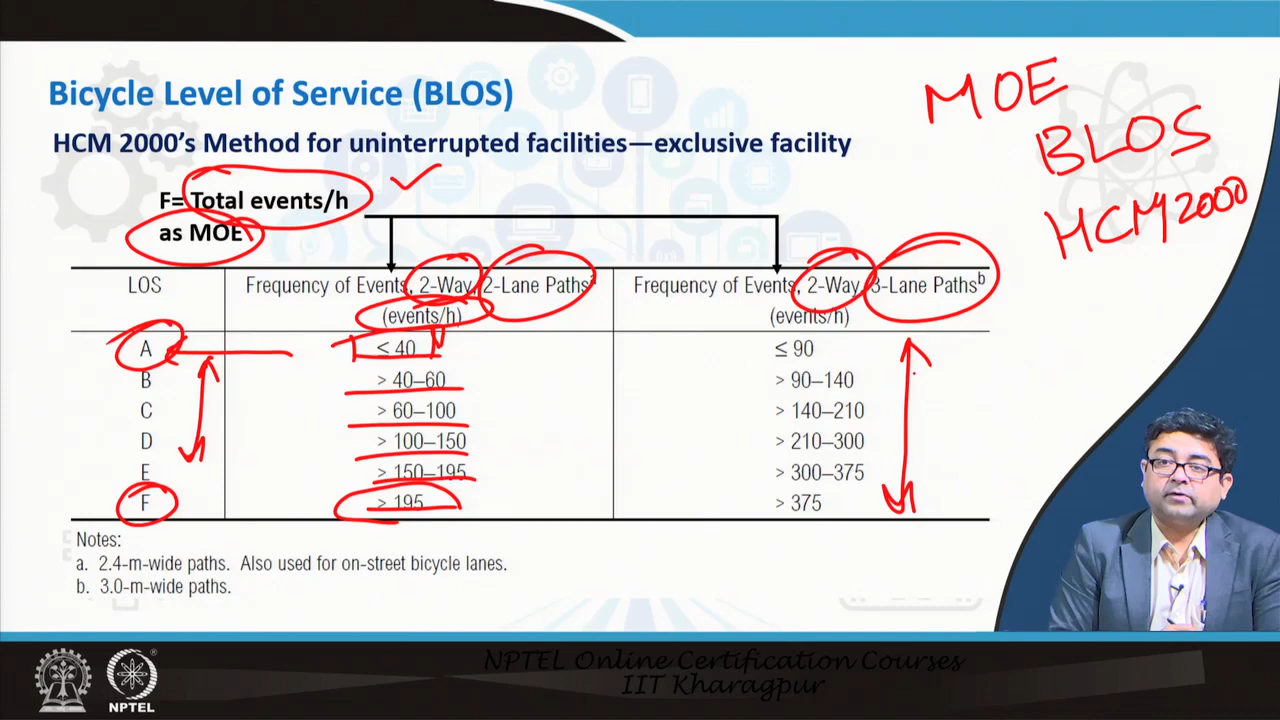 Bicycle Level of Service (BLOS)
HCM 2000's Method for uninterrupted facilities—exclusive facility
F= Total events/h
as MOE
MOE
BLOS
HCM2000
LOS Frequency of Events, 2-Way, 2-Lane Pathsᵃ Frequency of Events, 2-Way, 3-Lane Pathsᵇ
(events/h) (events/h)
A ≤ 40 ≤ 90
B > 40–60 > 90–140
C > 60–100 > 140–210
D > 100–150 > 210–300
E > 150–195 > 300–375
F > 195 > 375
Notes:
a. 2.4-m-wide paths. Also used for on-street bicycle lanes.
b. 3.0-m-wide paths.
NPTEL Online Certification Courses
IIT Kharagpur
NPTEL